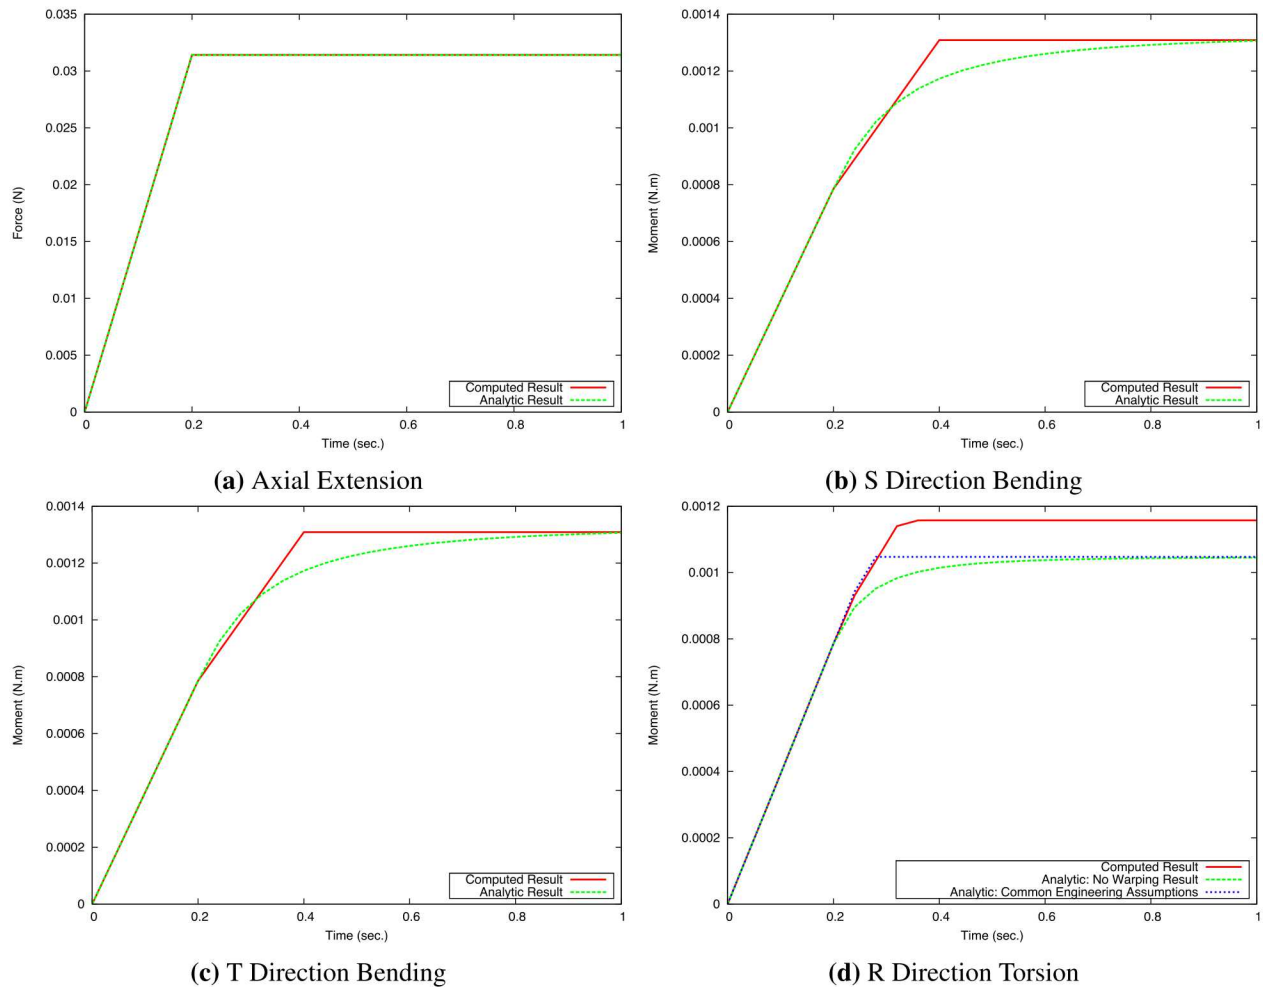 0.035
0.03
0.025
0.02
0.015
0.01
0.005
0
0 0.2 0.4 0.6 0.8 1
Force (N)
Time (sec.)
Computed Result
Analytic Result
(a) Axial Extension
0.0014
0.0012
0.001
0.0008
0.0006
0.0004
0.0002
0
0 0.2 0.4 0.6 0.8 1
Moment (N.m)
Time (sec.)
Computed Result
Analytic Result
(b) S Direction Bending
0.0014
0.0012
0.001
0.0008
0.0006
0.0004
0.0002
0
0 0.2 0.4 0.6 0.8 1
Moment (N.m)
Time (sec.)
Computed Result
Analytic Result
(c) T Direction Bending
0.0012
0.001
0.0008
0.0006
0.0004
0.0002
0
0 0.2 0.4 0.6 0.8 1
Moment (N.m)
Time (sec.)
Computed Result
Analytic: No Warping Result
Analytic: Common Engineering Assumptions
(d) R Direction Torsion